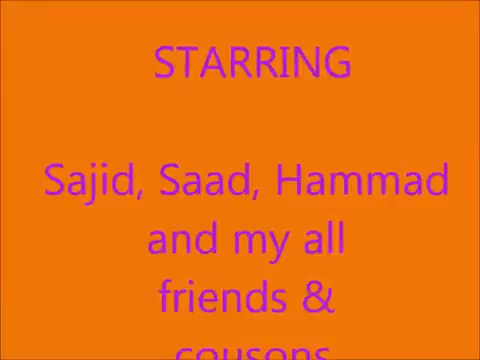 STARRING
Sajid, Saad, Hammad
and my all
friends &
cousons